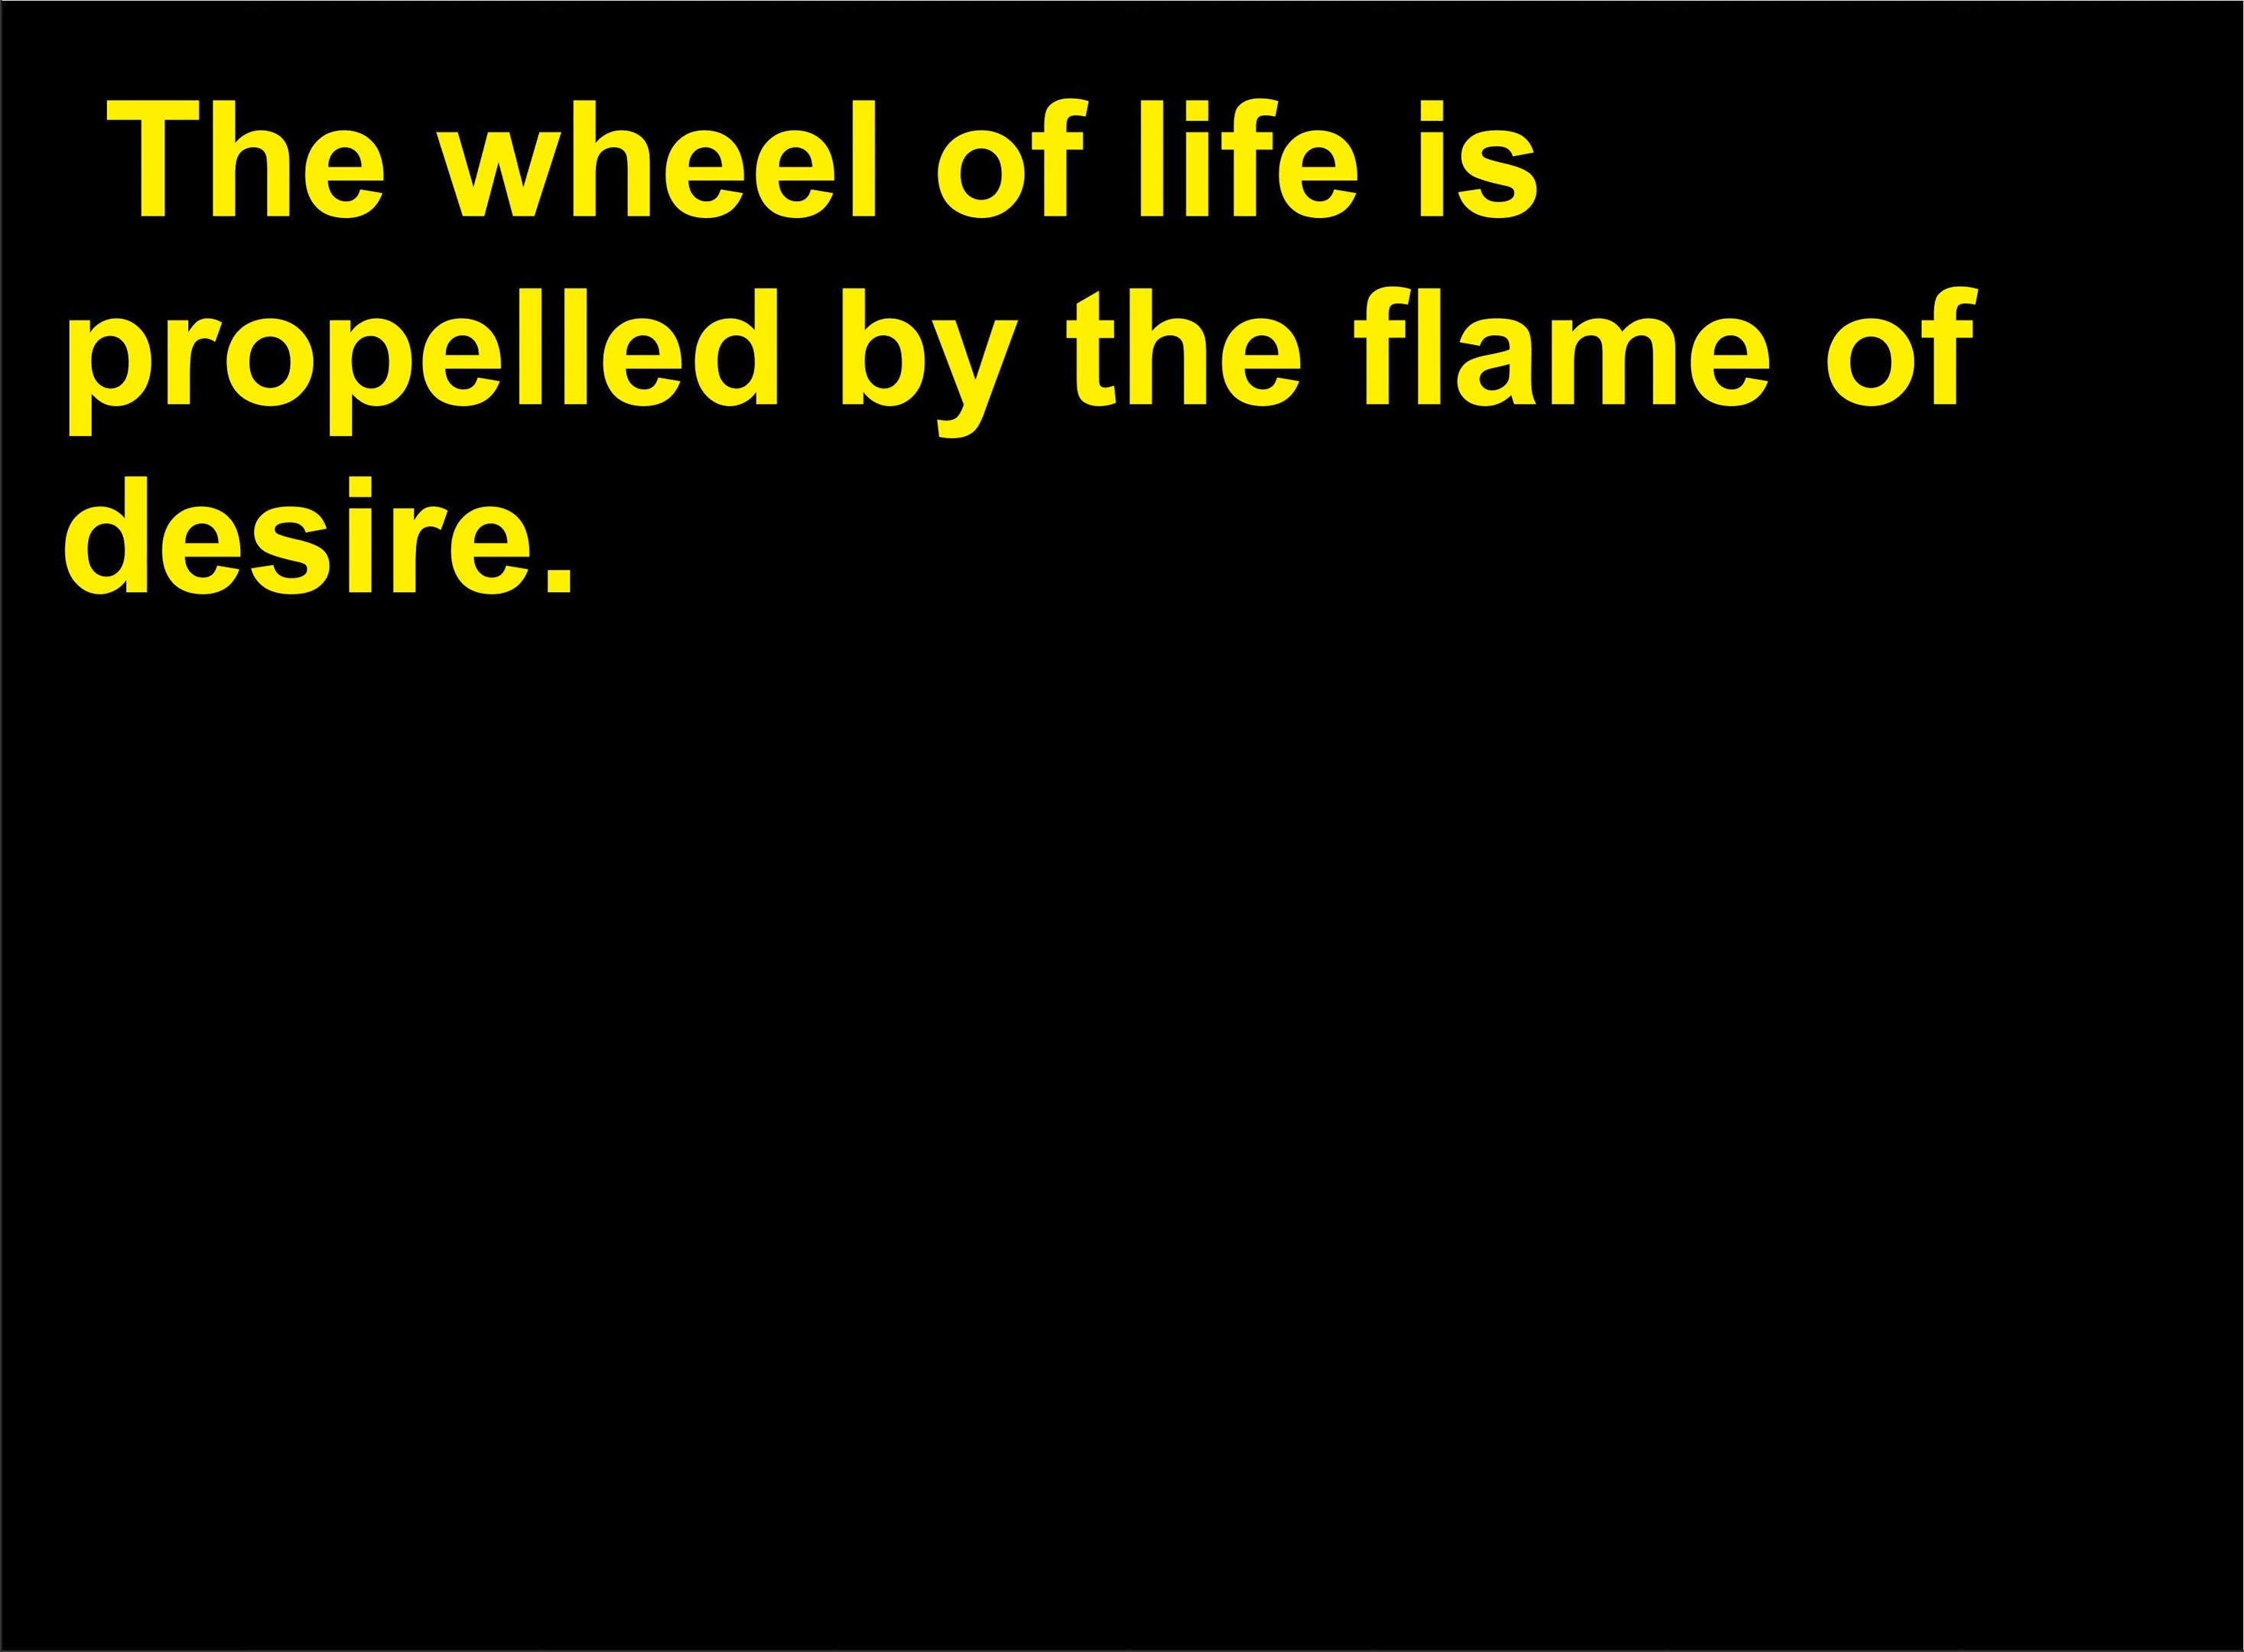 The wheel of life is
propelled by the flame of
desire.